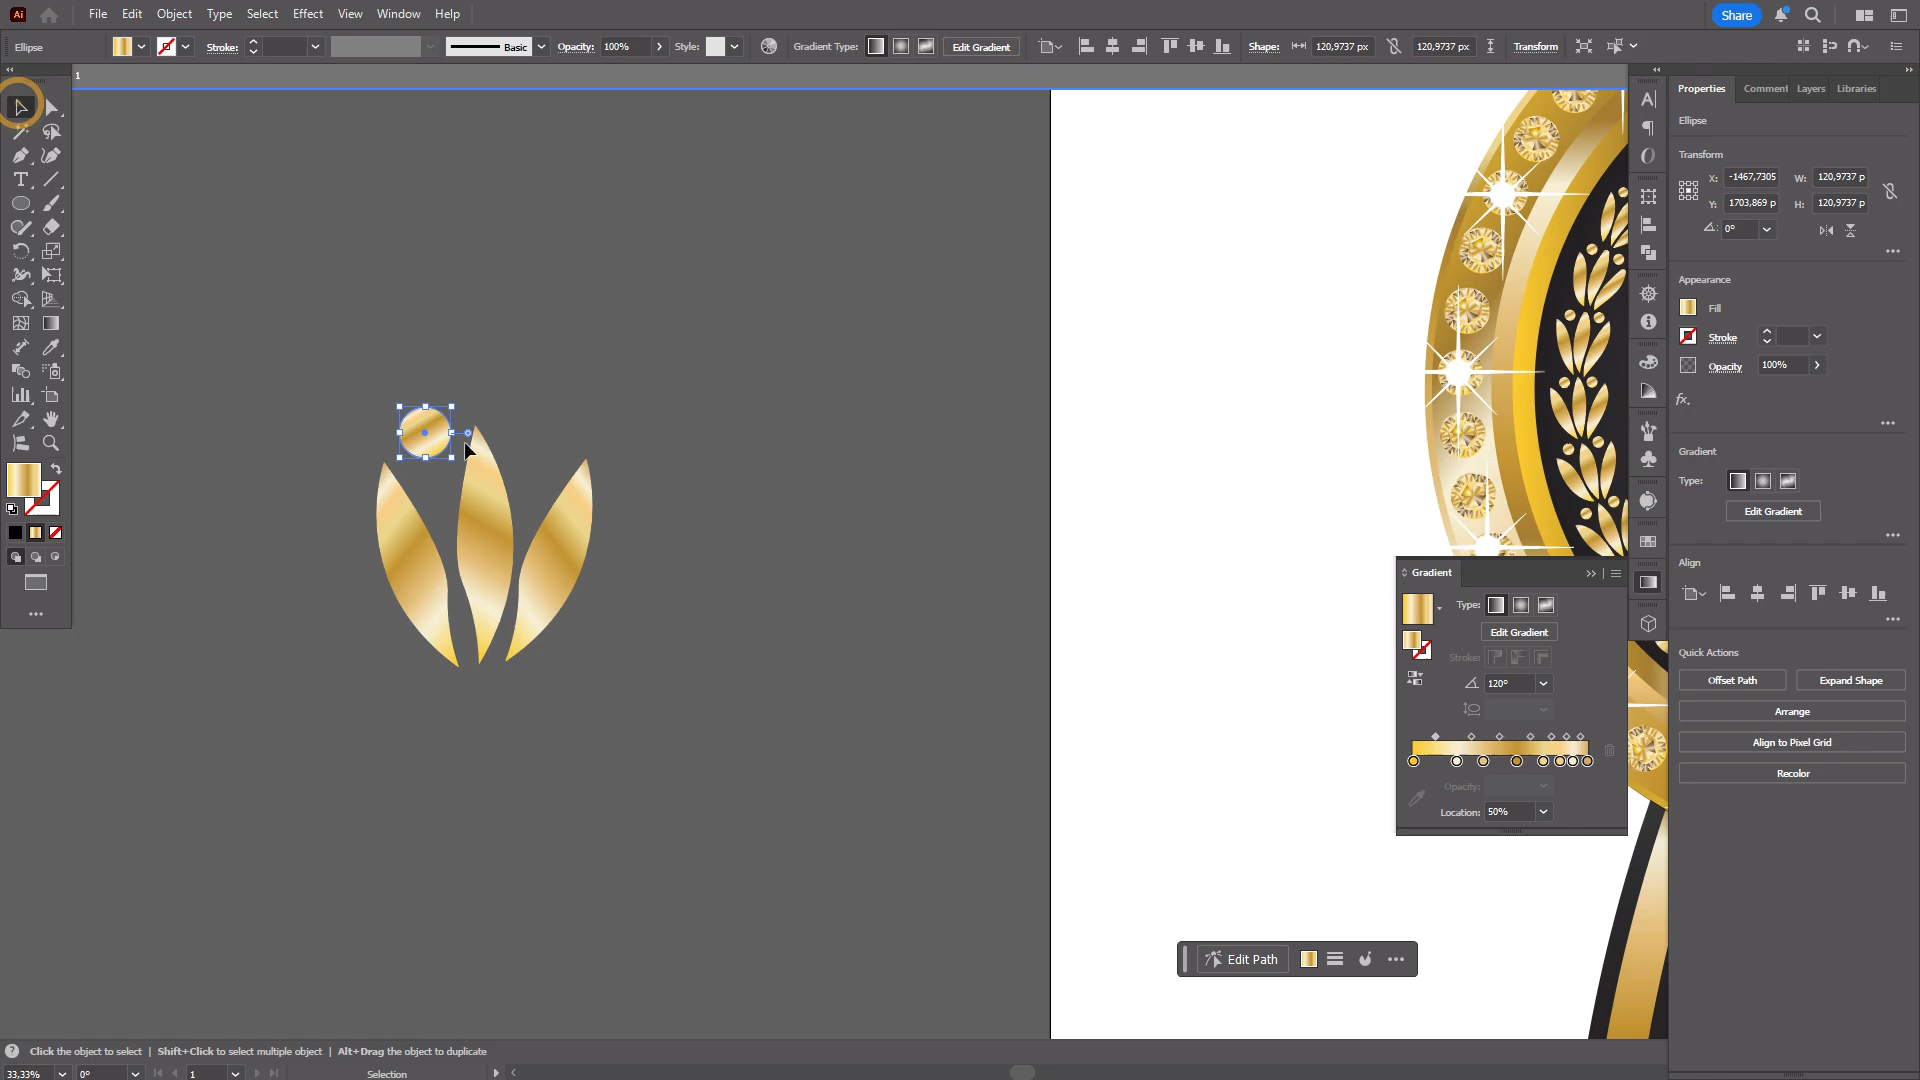 Ai File Edit Object Type Select Effect View Window Help Share
Ellipse Stroke: Basic Opacity: 100% Style: Gradient Type: Edit Gradient Shape: 120,9737 px 120,9737 px Transform
1
Properties Comment Layers Libraries
Ellipse
Transform
X: -1467,7305 W: 120,9737 p
Y: 1703,869 p H: 120,9737 p
0°
Appearance
Fill
Stroke
Opacity 100%
fx.
Gradient
Type:
Edit Gradient
Align
Quick Actions
Offset Path Expand Shape
Arrange
Align to Pixel Grid
Recolor
Gradient
Type:
Edit Gradient
Stroke:
120°
Opacity:
Location: 50%
Edit Path
Click the object to select | Shift+Click to select multiple object | Alt+Drag the object to duplicate
33,33% 0° 1 Selection